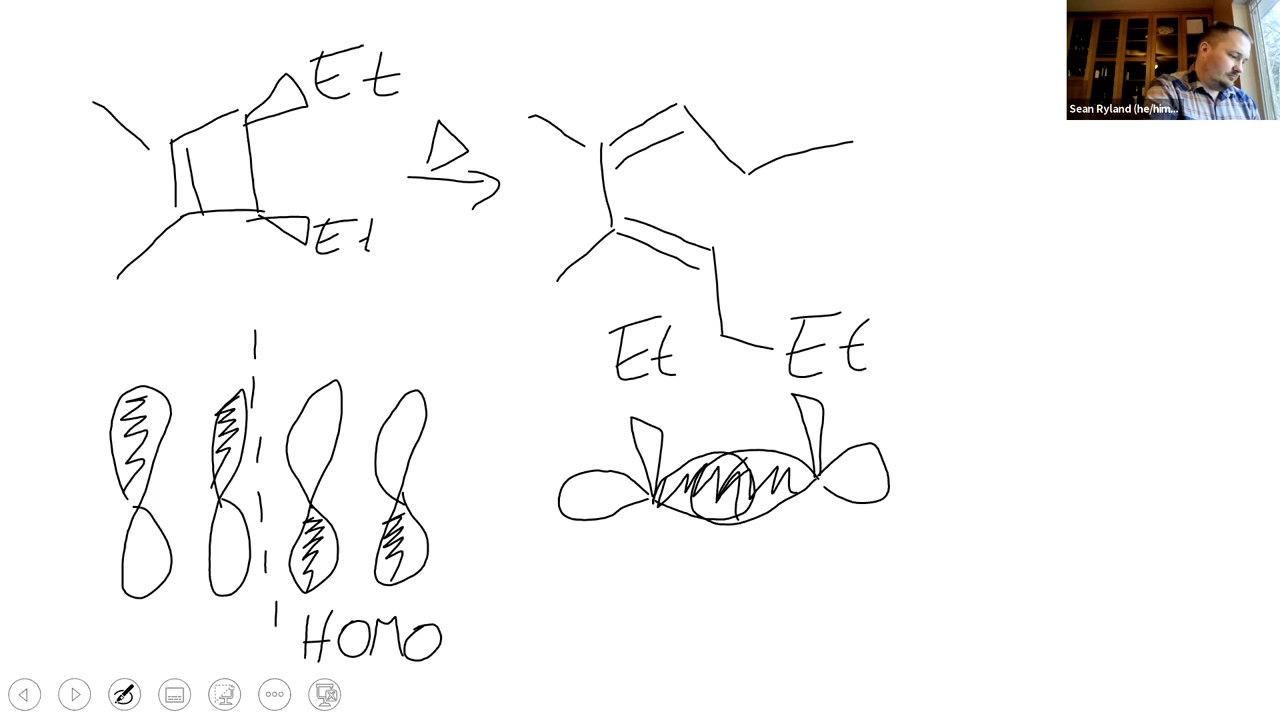 Et
Sean Ryland (he/him...
Δ
Et
Et Et
HOMO